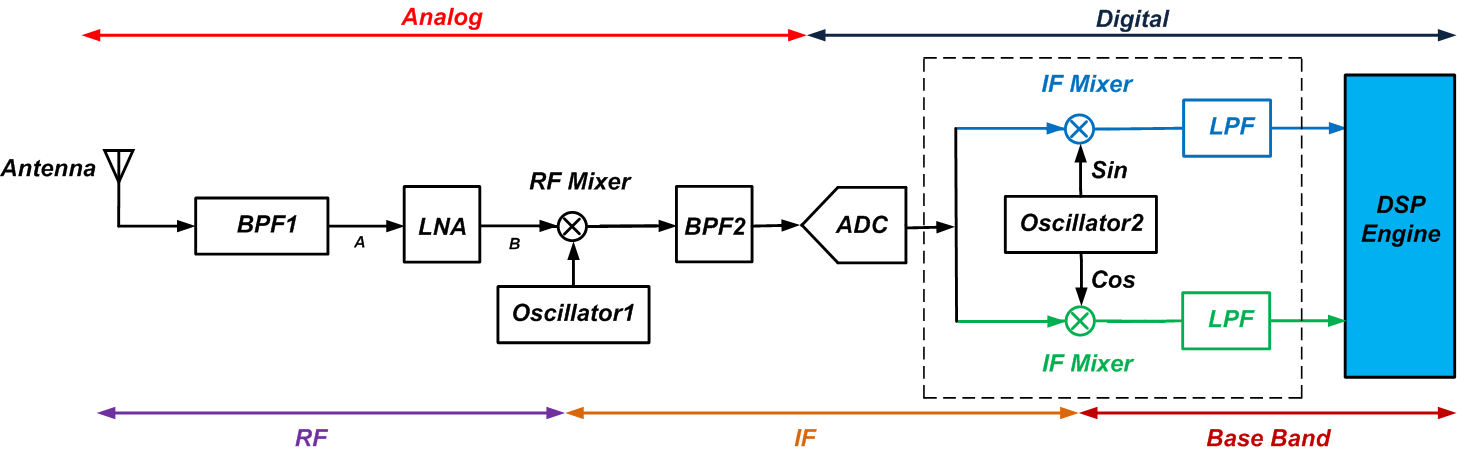 Analog
Digital
IF Mixer
Antenna
BPF1
A
LNA
B
RF Mixer
Oscillator1
BPF2
ADC
LPF
Sin
Oscillator2
Cos
LPF
IF Mixer
DSP
Engine
RF
IF
Base Band